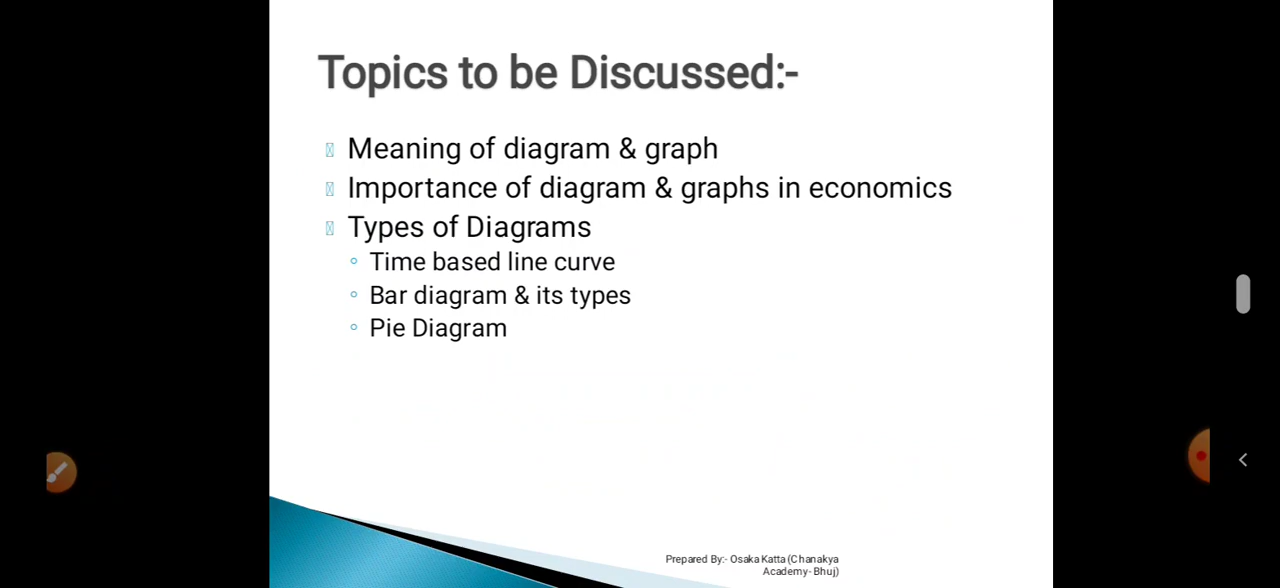 Topics to be Discussed:-
Meaning of diagram & graph
Importance of diagram & graphs in economics
Types of Diagrams
Time based line curve
Bar diagram & its types
Pie Diagram
Prepared By:- Osaka Katta (Chanakya
Academy- Bhuj)